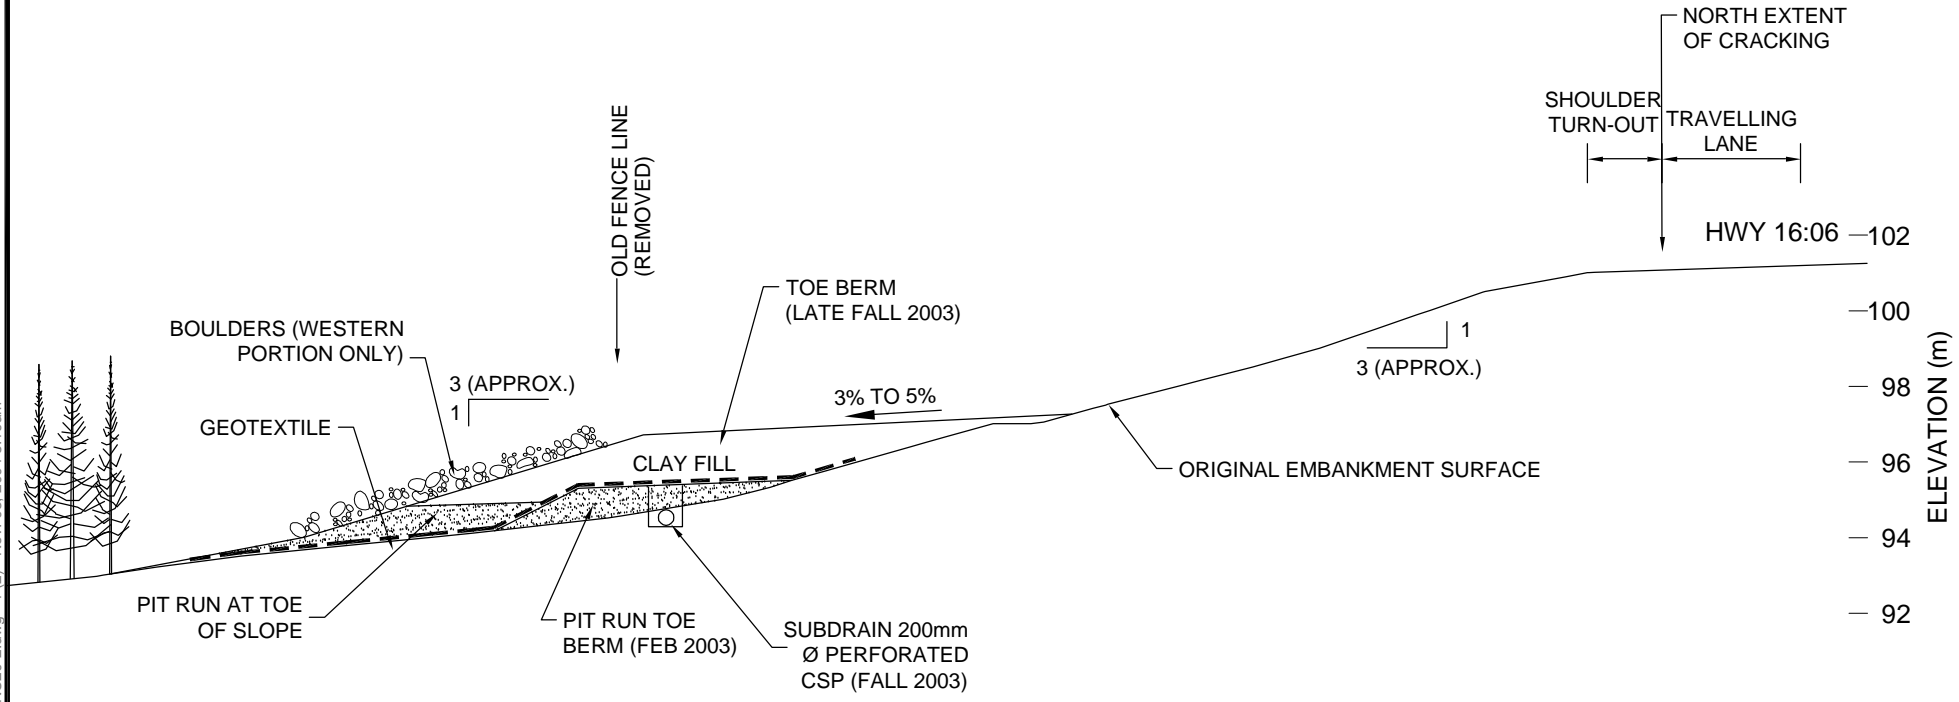 NORTH EXTENT
OF CRACKING
SHOULDER
TURN-OUT
TRAVELLING
LANE
OLD FENCE LINE
(REMOVED)
HWY 16:06
102
100
98
96
94
92
ELEVATION (m)
TOE BERM
(LATE FALL 2003)
BOULDERS (WESTERN
PORTION ONLY)
3 (APPROX.)
1
1
3 (APPROX.)
3% TO 5%
GEOTEXTILE
CLAY FILL
ORIGINAL EMBANKMENT SURFACE
PIT RUN AT TOE
OF SLOPE
PIT RUN TOE
BERM (FEB 2003)
SUBDRAIN 200mm
Ø PERFORATED
CSP (FALL 2003)